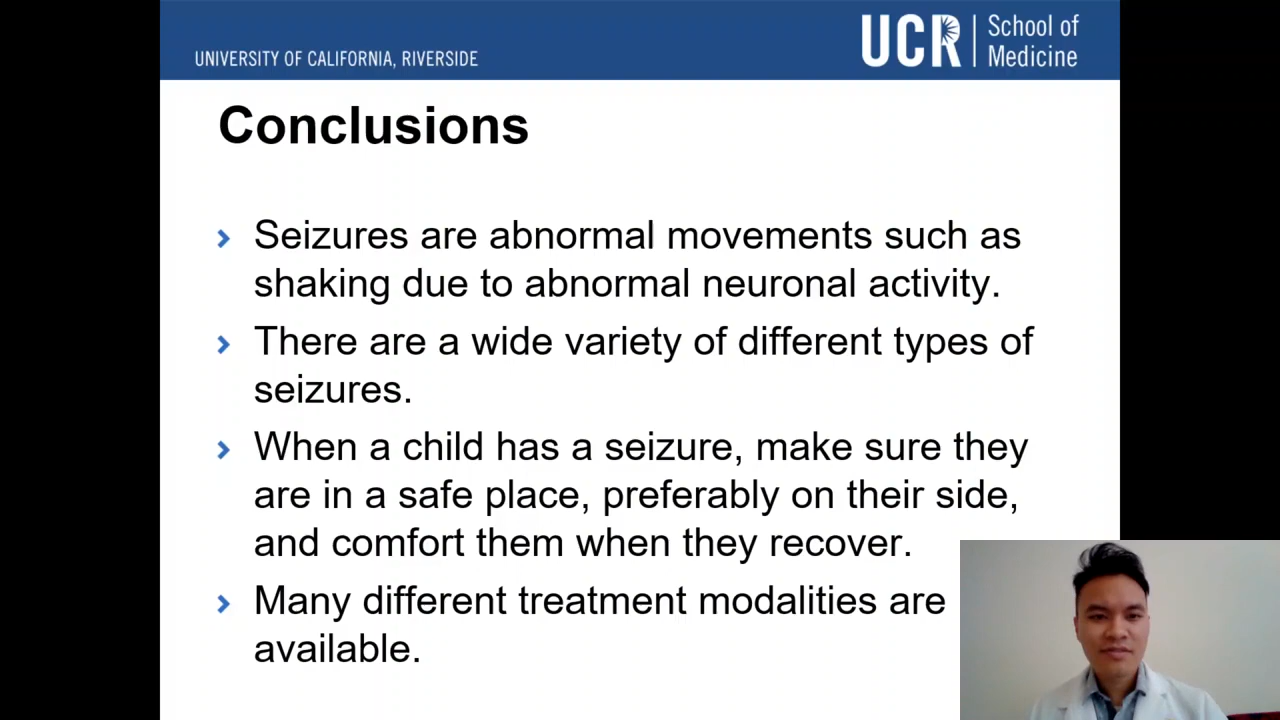 UNIVERSITY OF CALIFORNIA, RIVERSIDE
UCR School of
Medicine
Conclusions
Seizures are abnormal movements such as
shaking due to abnormal neuronal activity.
There are a wide variety of different types of
seizures.
When a child has a seizure, make sure they
are in a safe place, preferably on their side,
and comfort them when they recover.
Many different treatment modalities are
available.